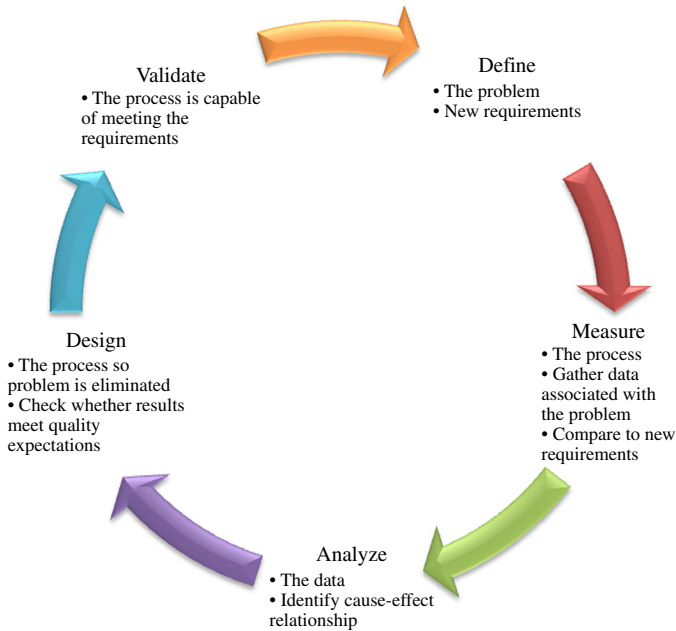 Define
• The problem
• New requirements
Measure
• The process
• Gather data
associated with
the problem
• Compare to new
requirements
Analyze
• The data
• Identify cause-effect
relationship
Design
• The process so
problem is eliminated
• Check whether results
meet quality
expectations
Validate
• The process is capable
of meeting the
requirements